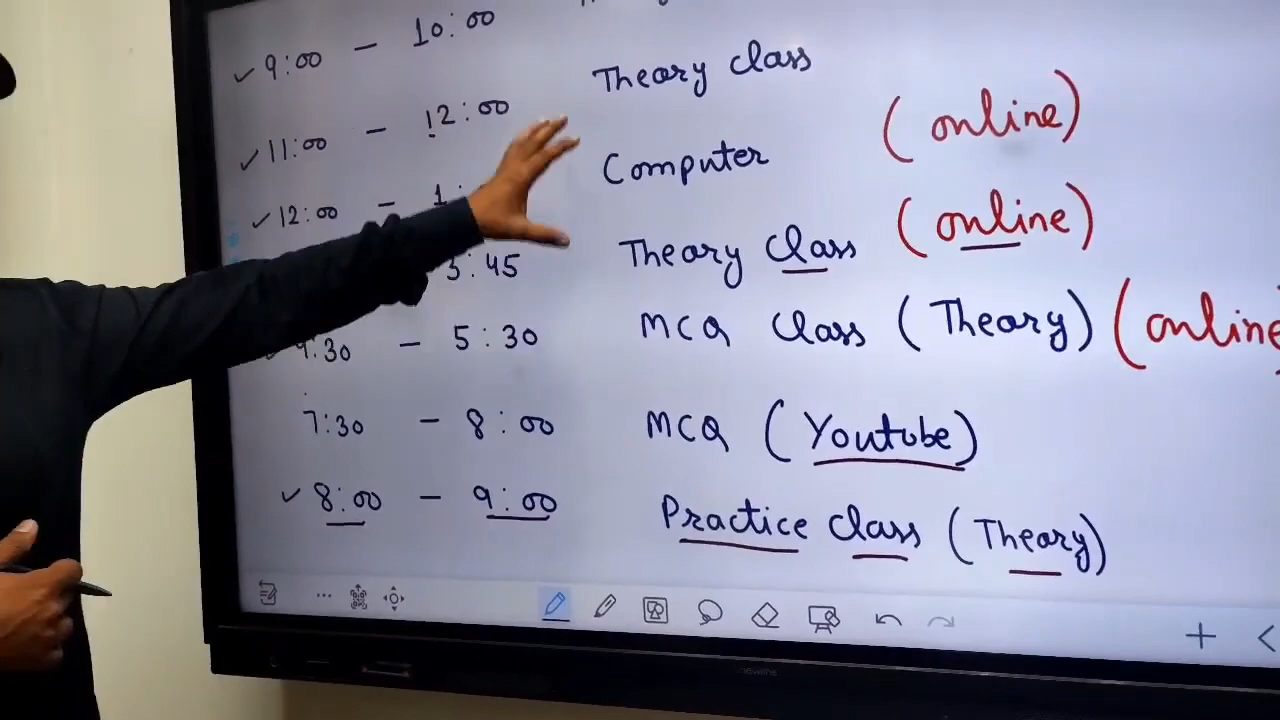 ✓ 9:00 – 10:00
✓ 11:00 – 12:00 Theory class
✓ 12:00 – 1: Computer (online)
3:45 Theory class (online)
:30 – 5:30 MCQ class (Theory) (online
7:30 – 8:00 MCQ (Youtube)
✓ 8:00 – 9:00 Practice class (Theory)